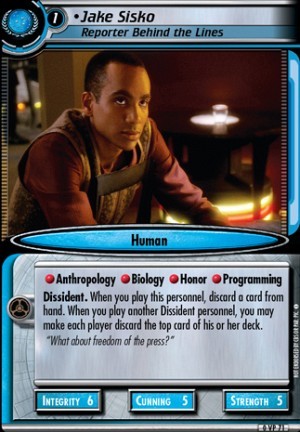 1 •Jake Sisko
Reporter Behind the Lines
Human
Anthropology Biology Honor Programming
Dissident. When you play this personnel, discard a card from
hand. When you play another Dissident personnel, you may
make each player discard the top card of his or her deck.
"What about freedom of the press?"
INTEGRITY 6 CUNNING 5 STRENGTH 5